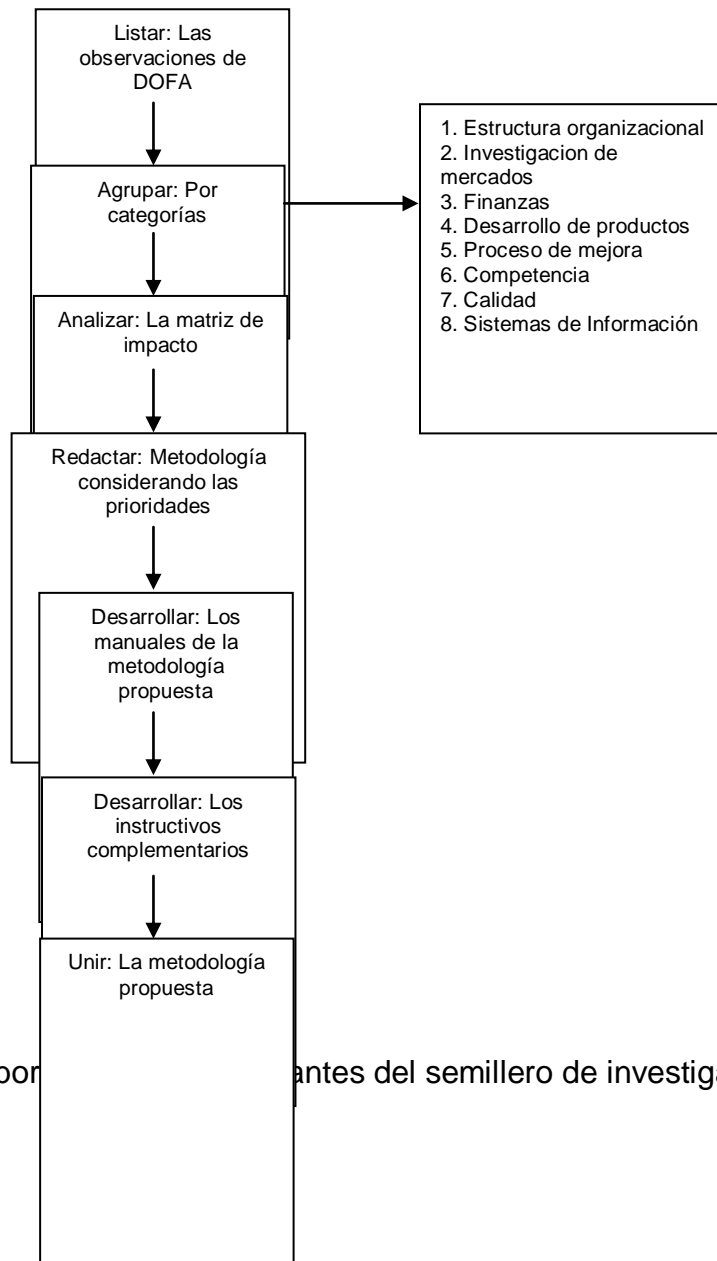 Listar: Las
observaciones de
DOFA
Agrupar: Por
categorías
1. Estructura organizacional
2. Investigacion de
mercados
3. Finanzas
4. Desarrollo de productos
5. Proceso de mejora
6. Competencia
7. Calidad
8. Sistemas de Información
Analizar: La matriz de
impacto
Redactar: Metodología
considerando las
prioridades
Desarrollar: Los
manuales de la
metodología
propuesta
Desarrollar: Los
instructivos
complementarios
Unir: La metodología
propuesta
por antes del semillero de investiga